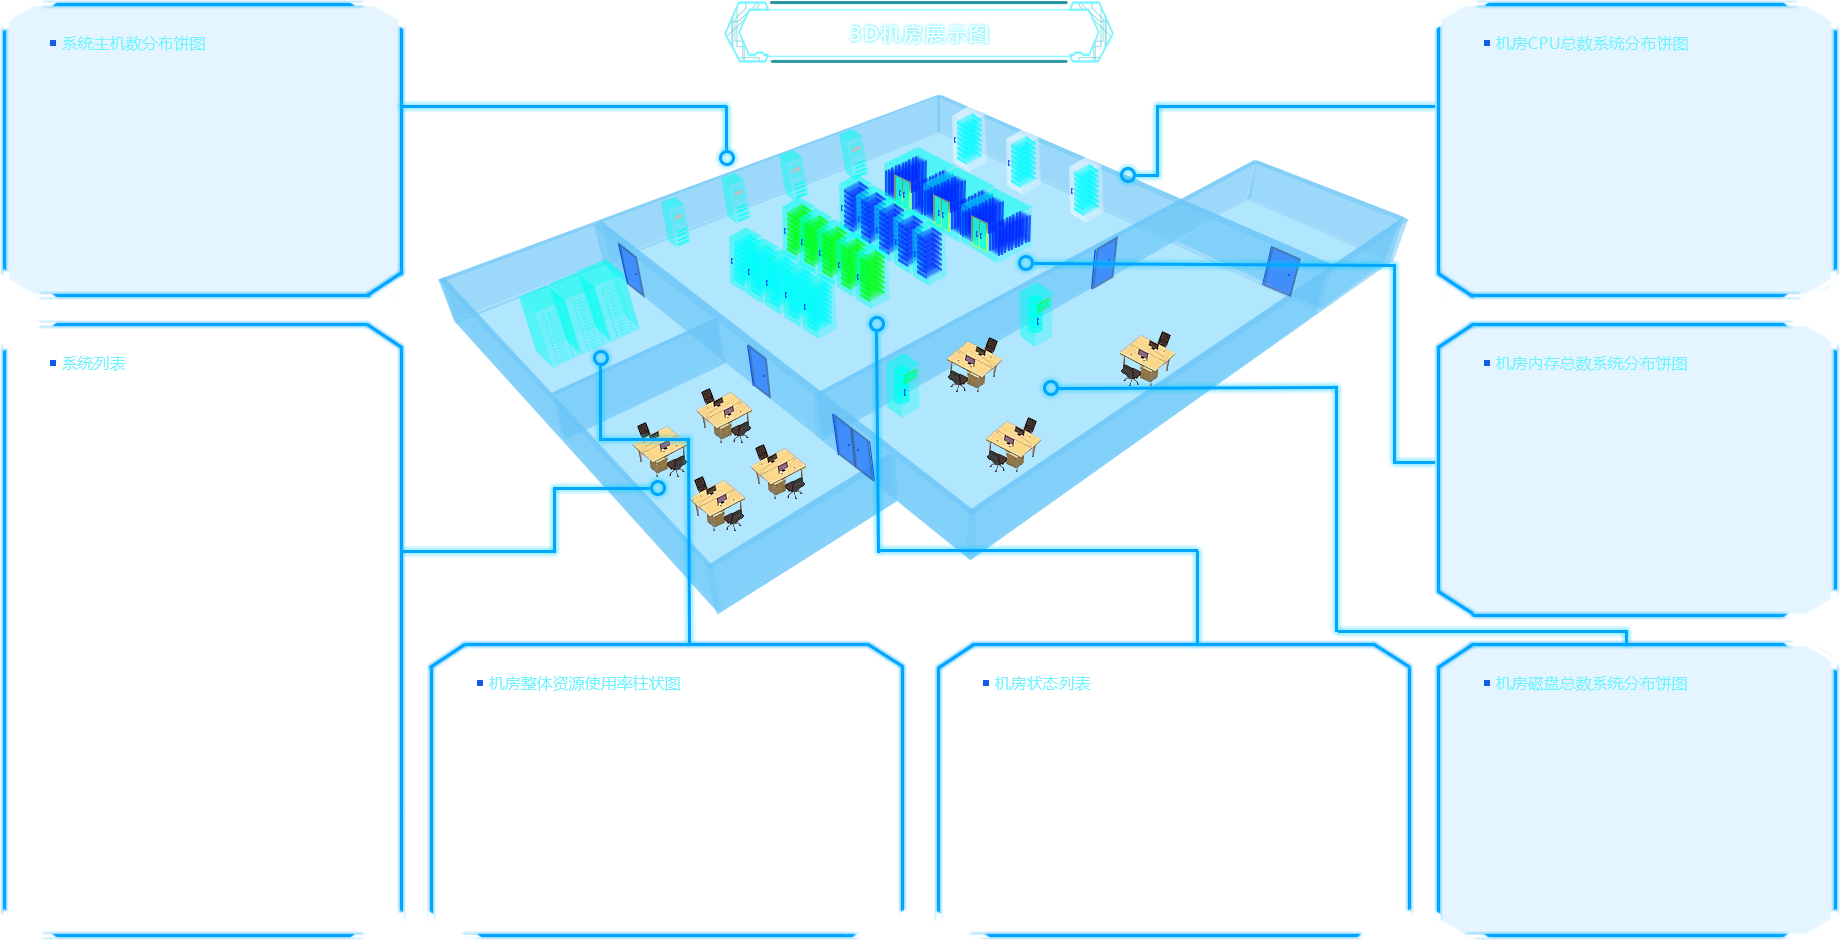 3D机房展示图
系统主机数分布饼图
机房CPU总数系统分布饼图
系统列表
机房内存总数系统分布饼图
机房整体资源使用率柱状图
机房状态列表
机房磁盘总数系统分布饼图